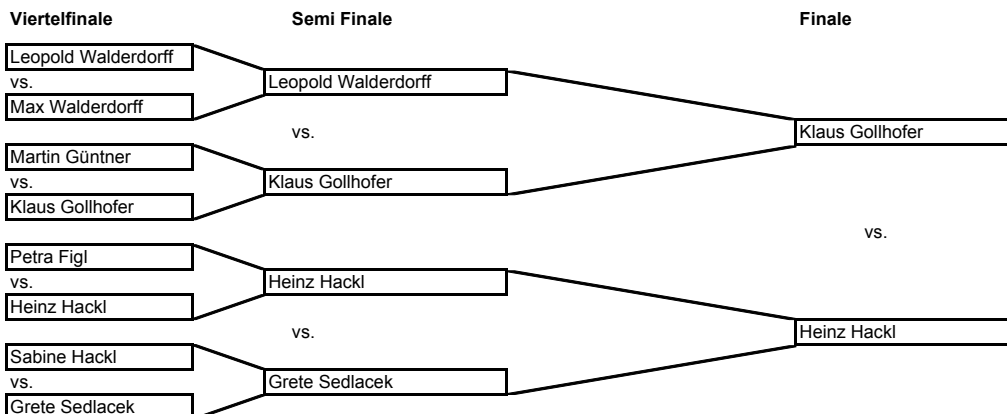 Viertelfinale Semi Finale Finale
Leopold Walderdorff
vs. Leopold Walderdorff
Max Walderdorff
vs. Klaus Gollhofer
Martin Güntner
vs. Klaus Gollhofer
Klaus Gollhofer
vs.
Petra Figl
vs. Heinz Hackl
Heinz Hackl
vs. Heinz Hackl
Sabine Hackl
vs. Grete Sedlacek
Grete Sedlacek